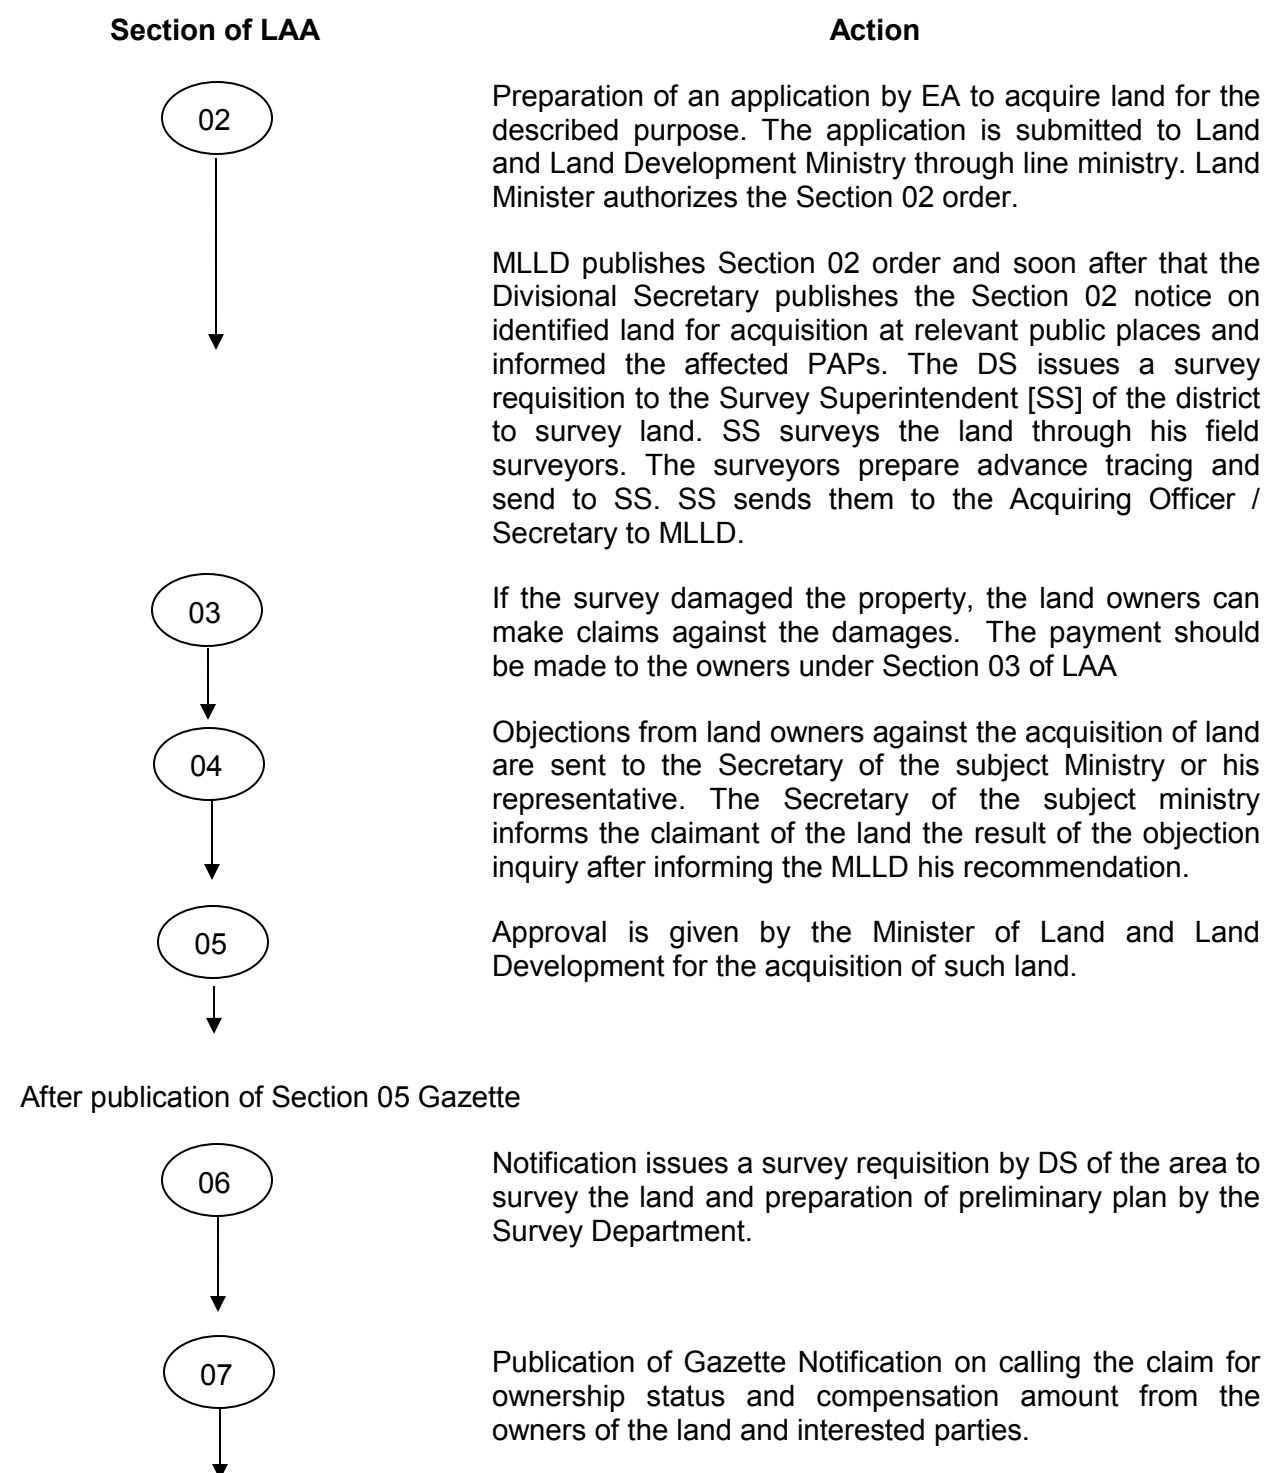 Section of LAA Action
02
Preparation of an application by EA to acquire land for the
described purpose. The application is submitted to Land
and Land Development Ministry through line ministry. Land
Minister authorizes the Section 02 order.
MLLD publishes Section 02 order and soon after that the
Divisional Secretary publishes the Section 02 notice on
identified land for acquisition at relevant public places and
informed the affected PAPs. The DS issues a survey
requisition to the Survey Superintendent [SS] of the district
to survey land. SS surveys the land through his field
surveyors. The surveyors prepare advance tracing and
send to SS. SS sends them to the Acquiring Officer /
Secretary to MLLD.
03
If the survey damaged the property, the land owners can
make claims against the damages. The payment should
be made to the owners under Section 03 of LAA
04
Objections from land owners against the acquisition of land
are sent to the Secretary of the subject Ministry or his
representative. The Secretary of the subject ministry
informs the claimant of the land the result of the objection
inquiry after informing the MLLD his recommendation.
05
Approval is given by the Minister of Land and Land
Development for the acquisition of such land.
After publication of Section 05 Gazette
06
Notification issues a survey requisition by DS of the area to
survey the land and preparation of preliminary plan by the
Survey Department.
07
Publication of Gazette Notification on calling the claim for
ownership status and compensation amount from the
owners of the land and interested parties.